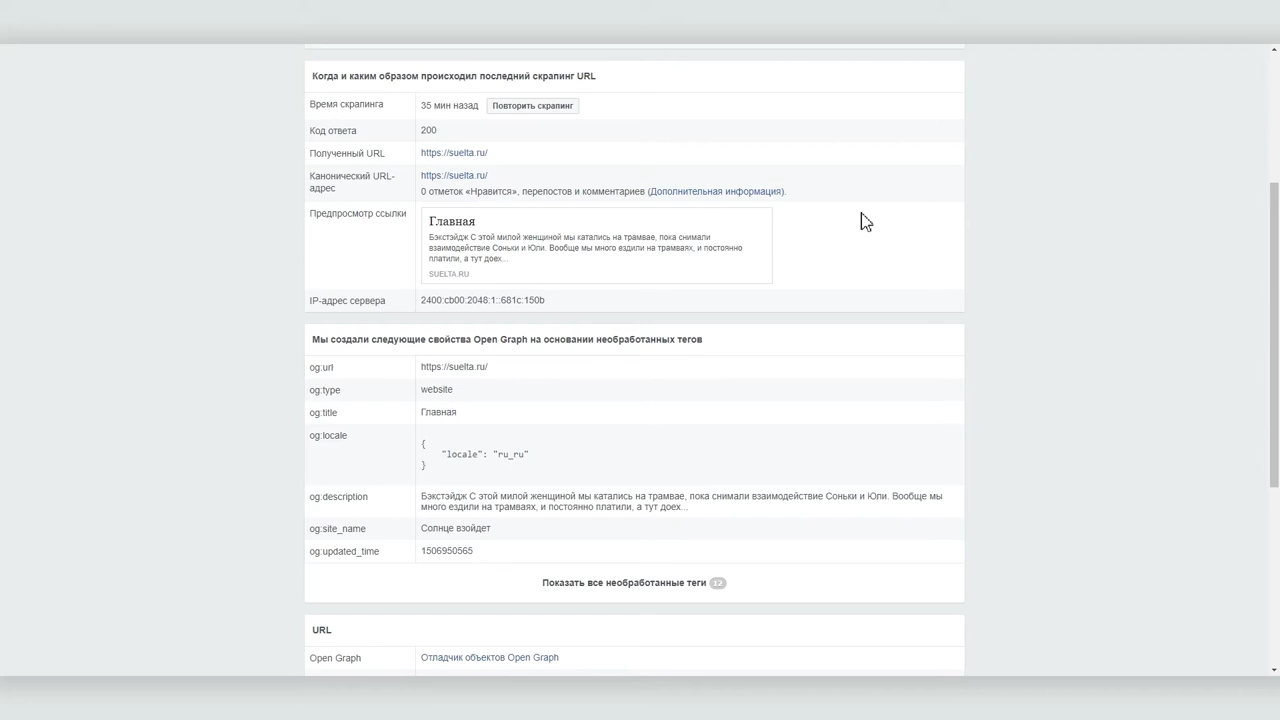 Когда и каким образом происходил последний скрапинг URL
Время скрапинга
35 мин назад
Повторить скрапинг
Код ответа
200
Полученный URL
https://suelta.ru/
Канонический URL-
адрес
https://suelta.ru/
0 отметок «Нравится», перепостов и комментариев (Дополнительная информация).
Предпросмотр ссылки
Главная
Бэкстэйдж С этой милой женщиной мы катались на трамвае, пока снимали
взаимодействие Соньки и Юли. Вообще мы много ездили на трамваях, и постоянно
платили, а тут доех...
SUELTA.RU
IP-адрес сервера
2400:cb00:2048:1::681c:150b
Мы создали следующие свойства Open Graph на основании необработанных тегов
og:url
https://suelta.ru/
og:type
website
og:title
Главная
og:locale
{
"locale": "ru_ru"
}
og:description
Бэкстэйдж С этой милой женщиной мы катались на трамвае, пока снимали взаимодействие Соньки и Юли. Вообще мы
много ездили на трамваях, и постоянно платили, а тут доех...
og:site_name
Солнце взойдет
og:updated_time
1506950565
Показать все необработанные теги 12
URL
Open Graph
Отладчик объектов Open Graph